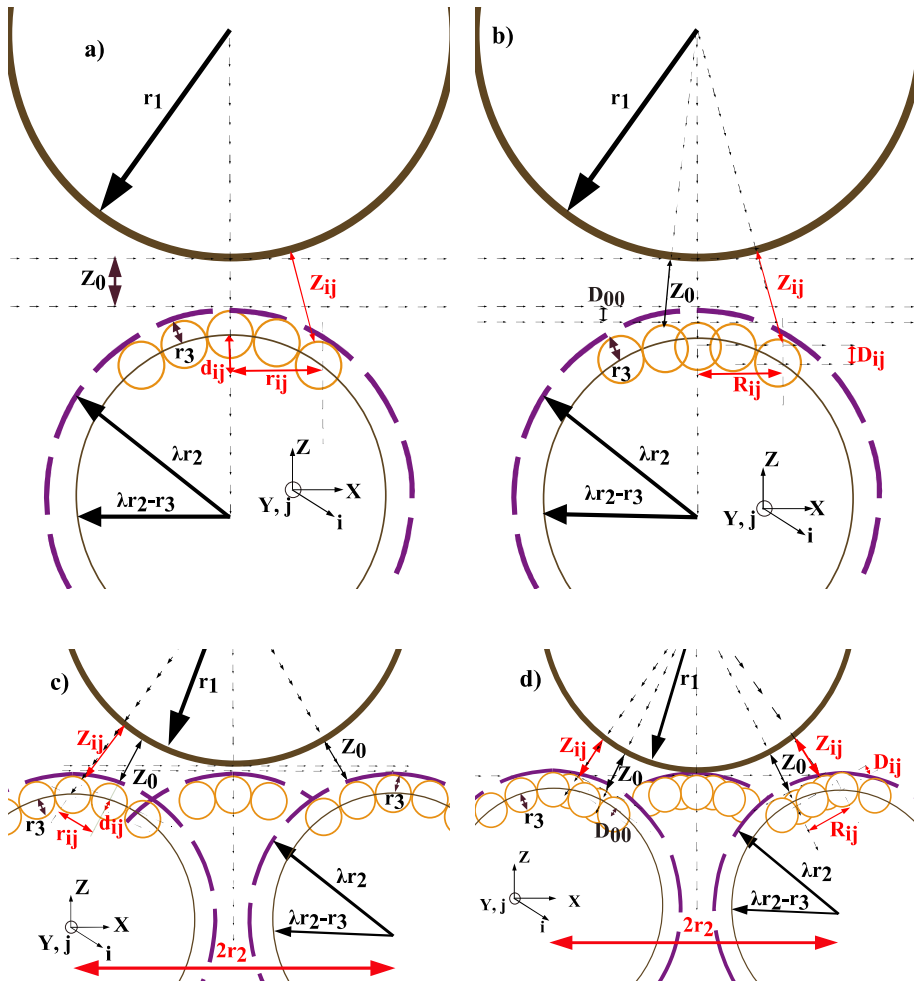 a)
r1
Z0
Zij
r3
dij
rij
λr2
λr2-r3
Z
X
Y, j
i
b)
r1
D00
Z0
Zij
r3
Dij
Rij
λr2
λr2-r3
Z
X
Y, j
i
c)
r1
Zij
Z0
Z0
r3
dij
r3
rij
λr2
λr2-r3
Z
X
Y, j
i
2r2
d)
r1
Zij
Z0
Z0
Zij
Dij
r3
D00
Rij
λr2
λr2-r3
Z
Y, j
X
i
2r2